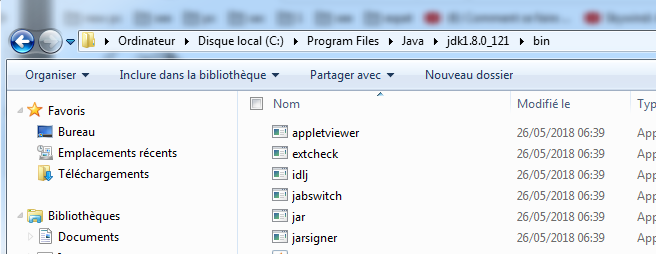 Ordinateur Disque local (C:) Program Files Java jdk1.8.0_121 bin
Organiser Inclure dans la bibliothèque Partager avec Nouveau dossier
Favoris
Bureau
Emplacements récents
Téléchargements
Bibliothèques
Documents
Nom Modifié le Typ
appletviewer 26/05/2018 06:39 App
extcheck 26/05/2018 06:39 App
idlj 26/05/2018 06:39 App
jabswitch 26/05/2018 06:39 App
jar 26/05/2018 06:39 App
jarsigner 26/05/2018 06:39 App